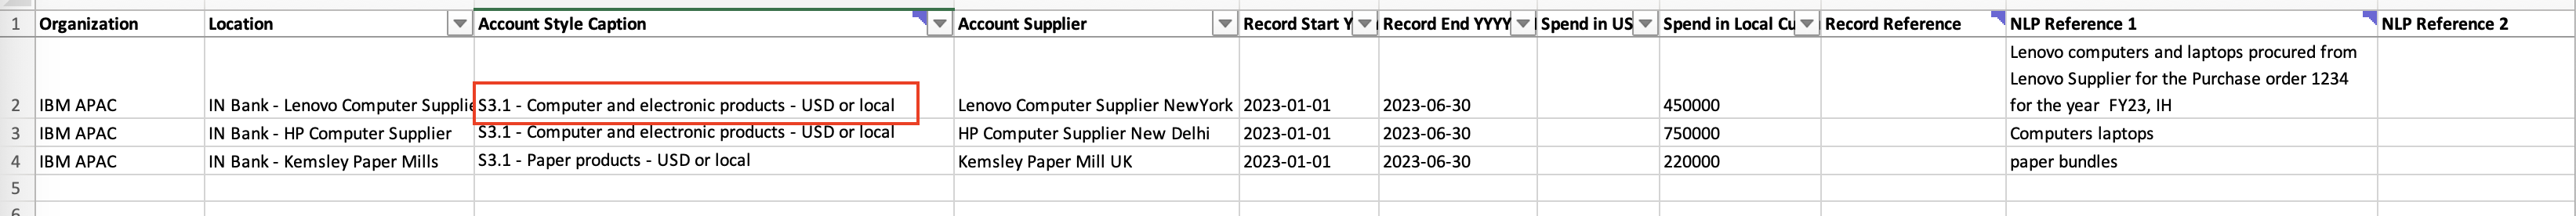 1 Organization Location Account Style Caption Account Supplier Record Start Y Record End YYYY Spend in US Spend in Local Cu Record Reference NLP Reference 1 NLP Reference 2
Lenovo computers and laptops procured from
Lenovo Supplier for the Purchase order 1234
2 IBM APAC IN Bank - Lenovo Computer Supplie S3.1 - Computer and electronic products - USD or local Lenovo Computer Supplier NewYork 2023-01-01 2023-06-30 450000 for the year FY23, IH
3 IBM APAC IN Bank - HP Computer Supplier S3.1 - Computer and electronic products - USD or local HP Computer Supplier New Delhi 2023-01-01 2023-06-30 750000 Computers laptops
4 IBM APAC IN Bank - Kemsley Paper Mills S3.1 - Paper products - USD or local Kemsley Paper Mill UK 2023-01-01 2023-06-30 220000 paper bundles
5
6